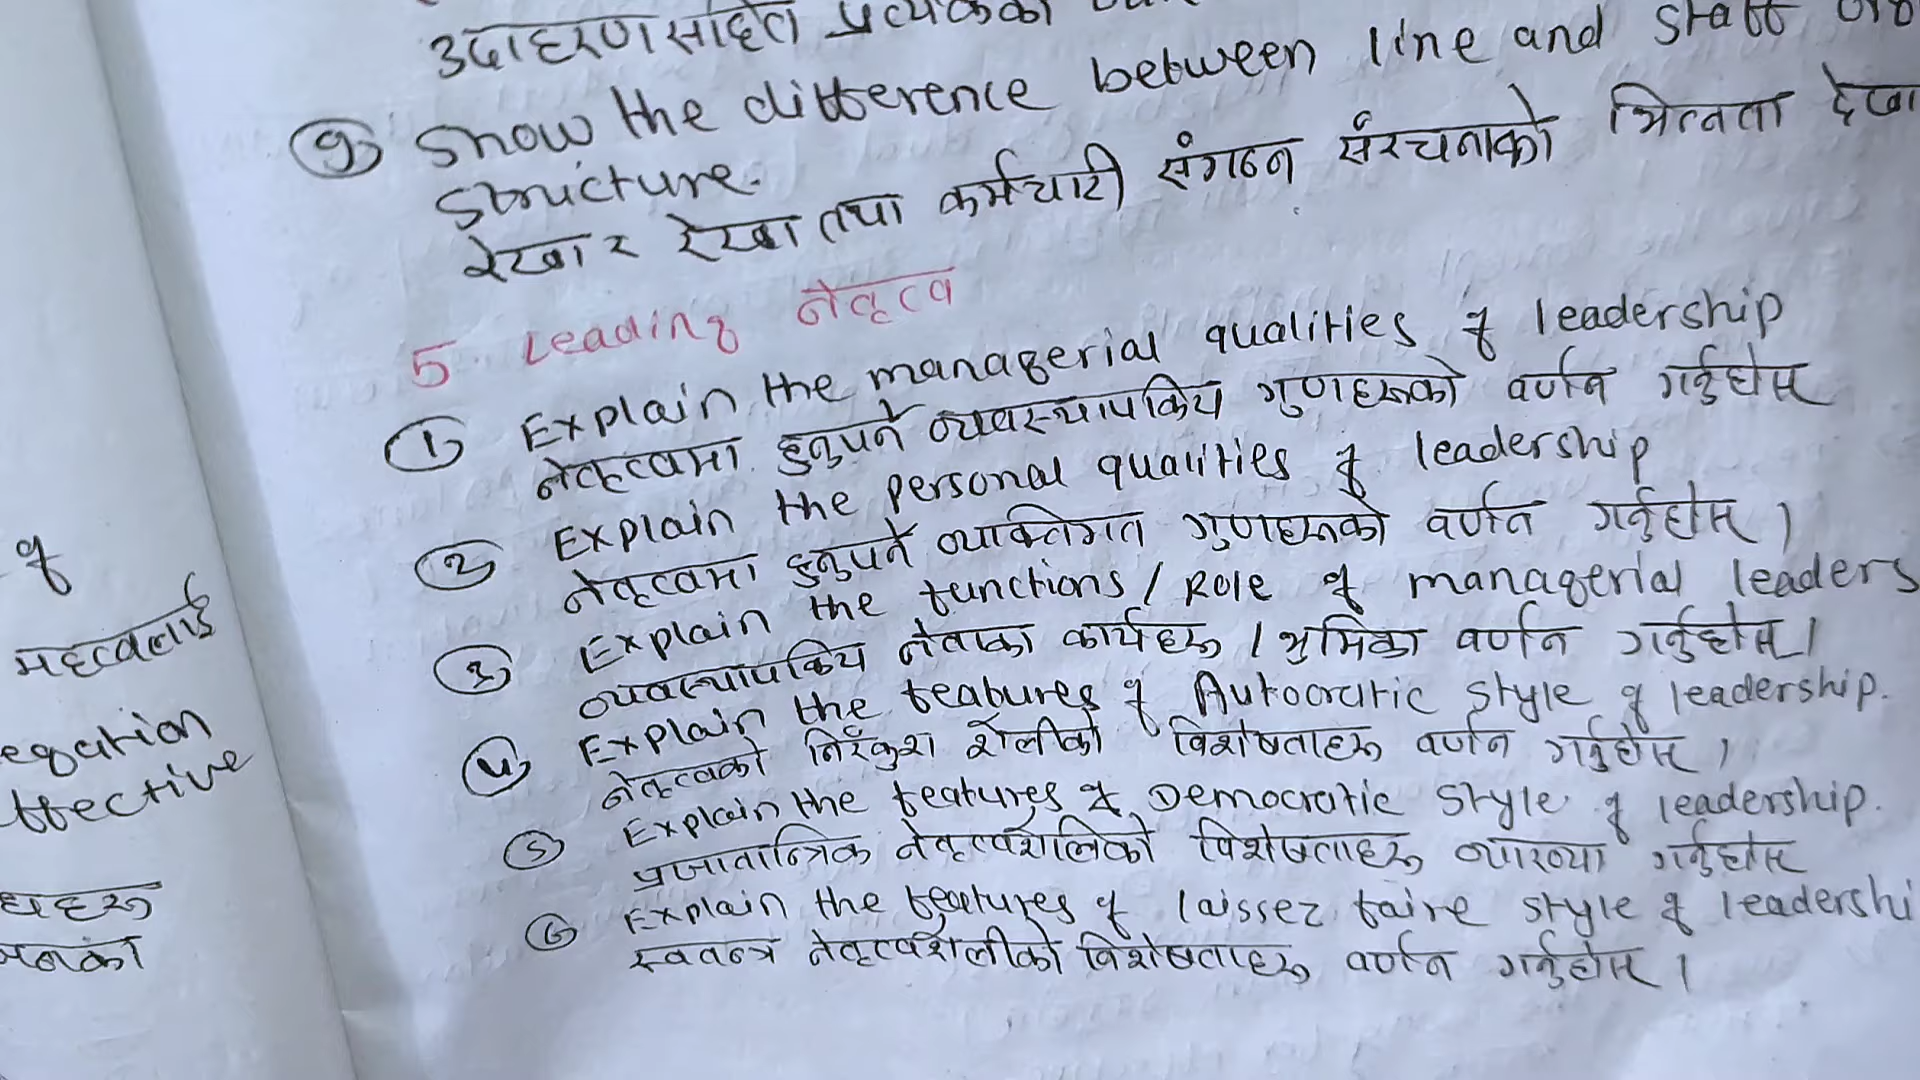 उदाहरण सहित प्रत्येकको
9 Show the difference between line and staff
structure.
रेखा र रेखा तथा कर्मचारी संगठन संरचनाको भिन्नता
5. Leading नेतृत्व
1 Explain the managerial qualities of leadership
नेतृत्वमा हुनुपर्ने व्यवस्थापकिय गुणहरूको वर्णन गर्नुहोस
2 Explain the personal qualities of leadership
नेतृत्वमा हुनुपर्ने व्यक्तिगत गुणहरूको वर्णन गर्नुहोस ।
3 Explain the functions / Role of managerial leaders
व्यवस्थापकिय नेताका कार्यहरू / भुमिका वर्णन गर्नुहोस ।
4 Explain the features of Autocratic style of leadership.
नेतृत्वको निरँकुश शैलीको विशेषताहरू वर्णन गर्नुहोस ।
5 Explain the features of Democratic style of leadership.
प्रजातान्त्रिक नेतृत्वशैलिको विशेषताहरू व्याख्या गर्नुहोस
6 Explain the features of laissez faire style of leadershi
स्वतन्त्र नेतृत्वशैलीको विशेषताहरू वर्णन गर्नुहोस ।
of
महत्वलाई
egation
ffective